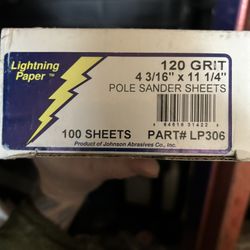 Lightning
Paper™
120 GRIT
4 3/16" x 11 1/4"
POLE SANDER SHEETS
100 SHEETS
PART# LP306
Product of Johnson Abrasives Co., Inc.